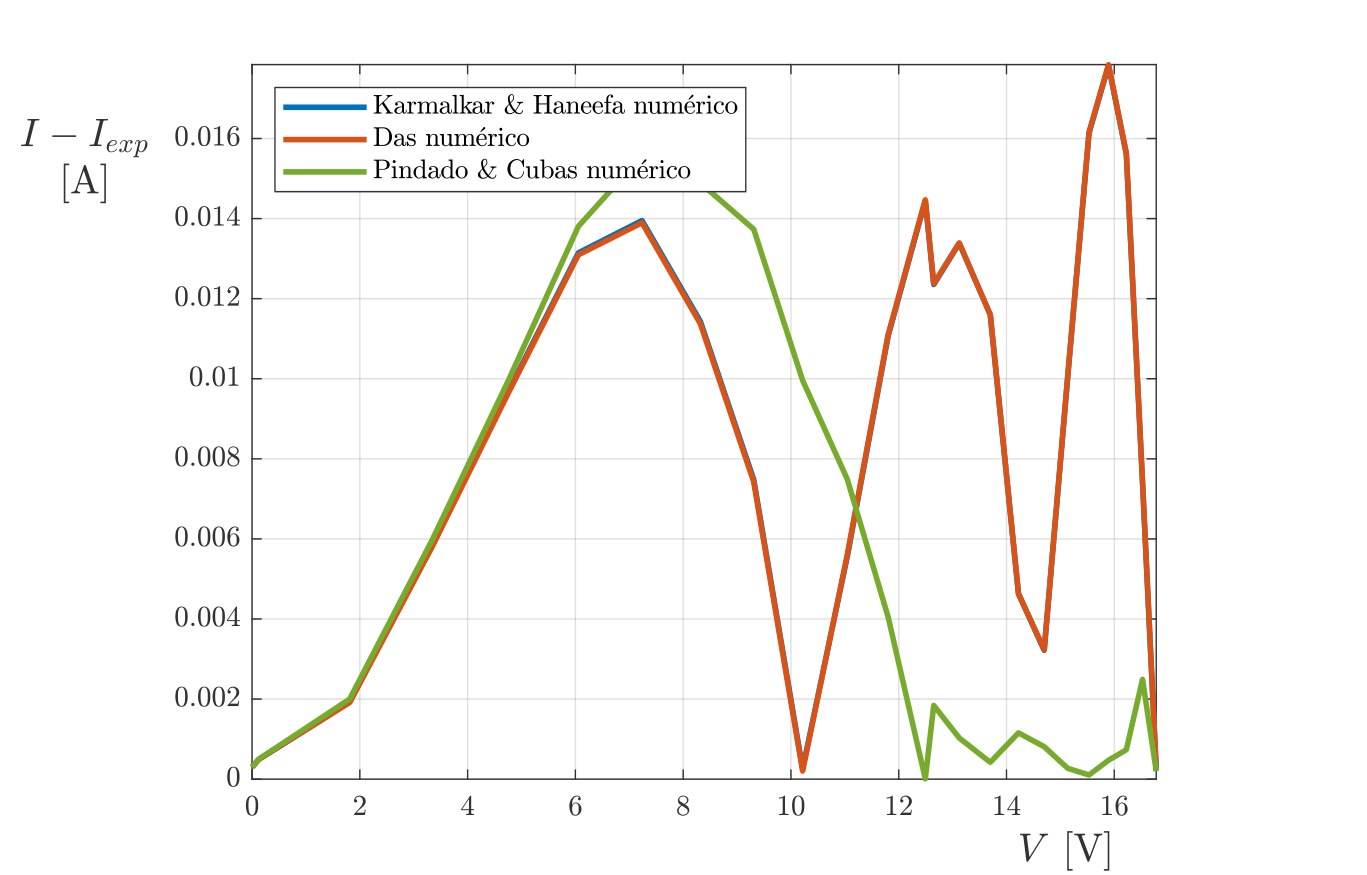 I − I_exp
[A]
Karmalkar & Haneefa numérico
Das numérico
Pindado & Cubas numérico
0.016
0.014
0.012
0.01
0.008
0.006
0.004
0.002
0
0 2 4 6 8 10 12 14 16
V [V]